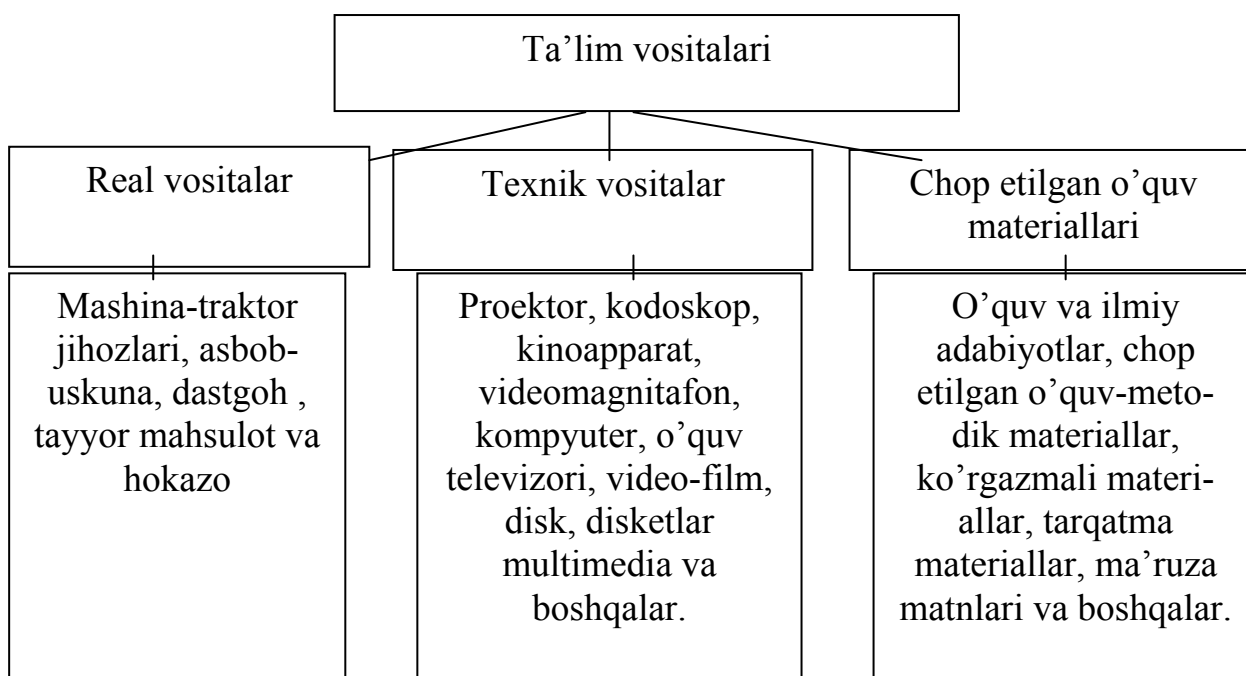 Ta’lim vositalari
Real vositalar
Texnik vositalar
Chop etilgan o’quv
materiallari
Mashina-traktor
jihozlari, asbob-
uskuna, dastgoh ,
tayyor mahsulot va
hokazo
Proektor, kodoskop,
kinoapparat,
videomagnitafon,
kompyuter, o’quv
televizori, video-film,
disk, disketlar
multimedia va
boshqalar.
O’quv va ilmiy
adabiyotlar, chop
etilgan o’quv-meto-
dik materiallar,
ko’rgazmali materi-
allar, tarqatma
materiallar, ma’ruza
matnlari va boshqalar.